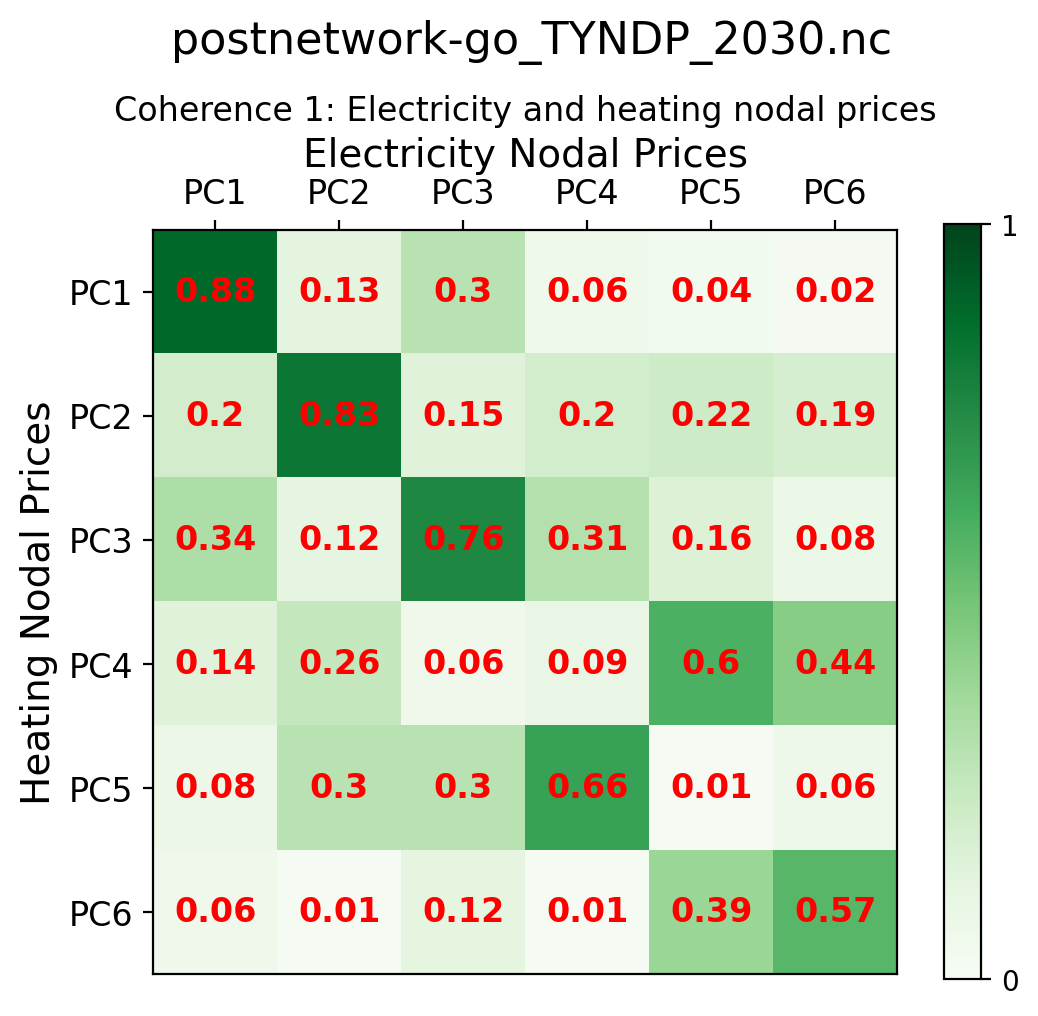 postnetwork-go_TYNDP_2030.nc
Coherence 1: Electricity and heating nodal prices
Electricity Nodal Prices
PC1 PC2 PC3 PC4 PC5 PC6
1
PC1 0.88 0.13 0.3 0.06 0.04 0.02
PC2 0.2 0.83 0.15 0.2 0.22 0.19
PC3 0.34 0.12 0.76 0.31 0.16 0.08
PC4 0.14 0.26 0.06 0.09 0.6 0.44
PC5 0.08 0.3 0.3 0.66 0.01 0.06
PC6 0.06 0.01 0.12 0.01 0.39 0.57
0
Heating Nodal Prices